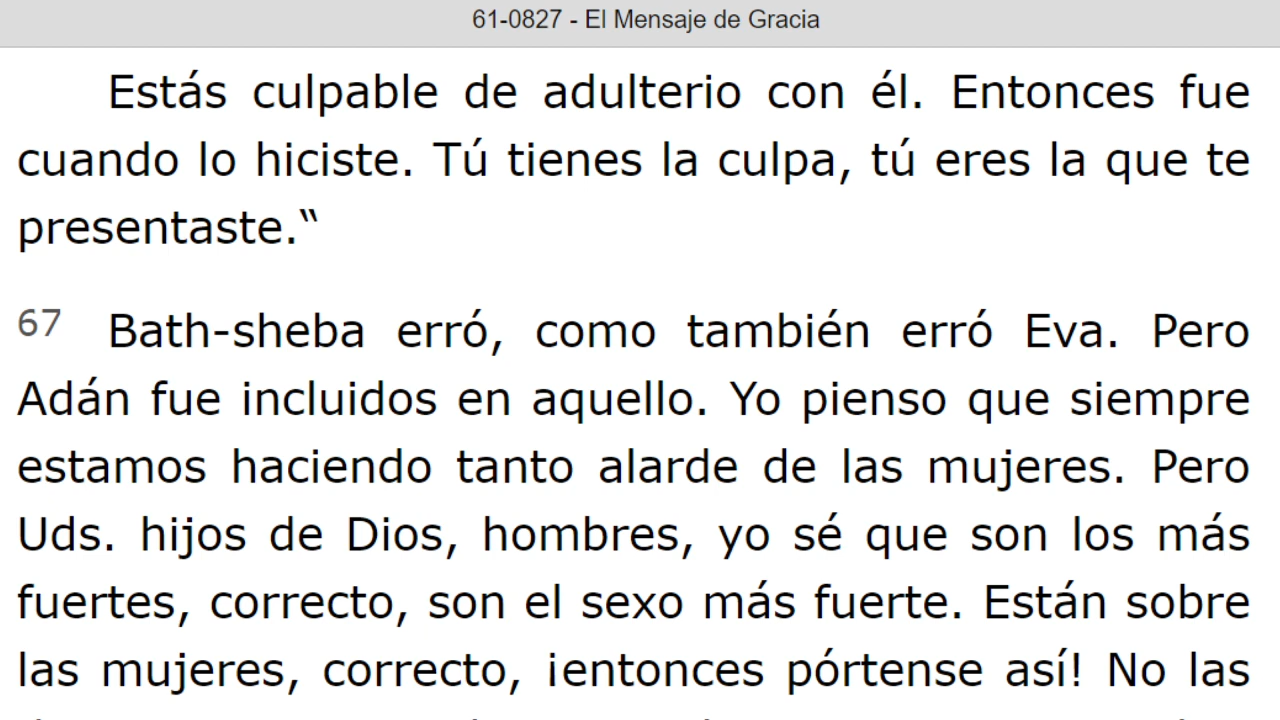 61-0827 - El Mensaje de Gracia
Estás culpable de adulterio con él. Entonces fue
cuando lo hiciste. Tú tienes la culpa, tú eres la que te
presentaste.“
67 Bath-sheba erró, como también erró Eva. Pero
Adán fue incluidos en aquello. Yo pienso que siempre
estamos haciendo tanto alarde de las mujeres. Pero
Uds. hijos de Dios, hombres, yo sé que son los más
fuertes, correcto, son el sexo más fuerte. Están sobre
las mujeres, correcto, ¡entonces pórtense así! No las